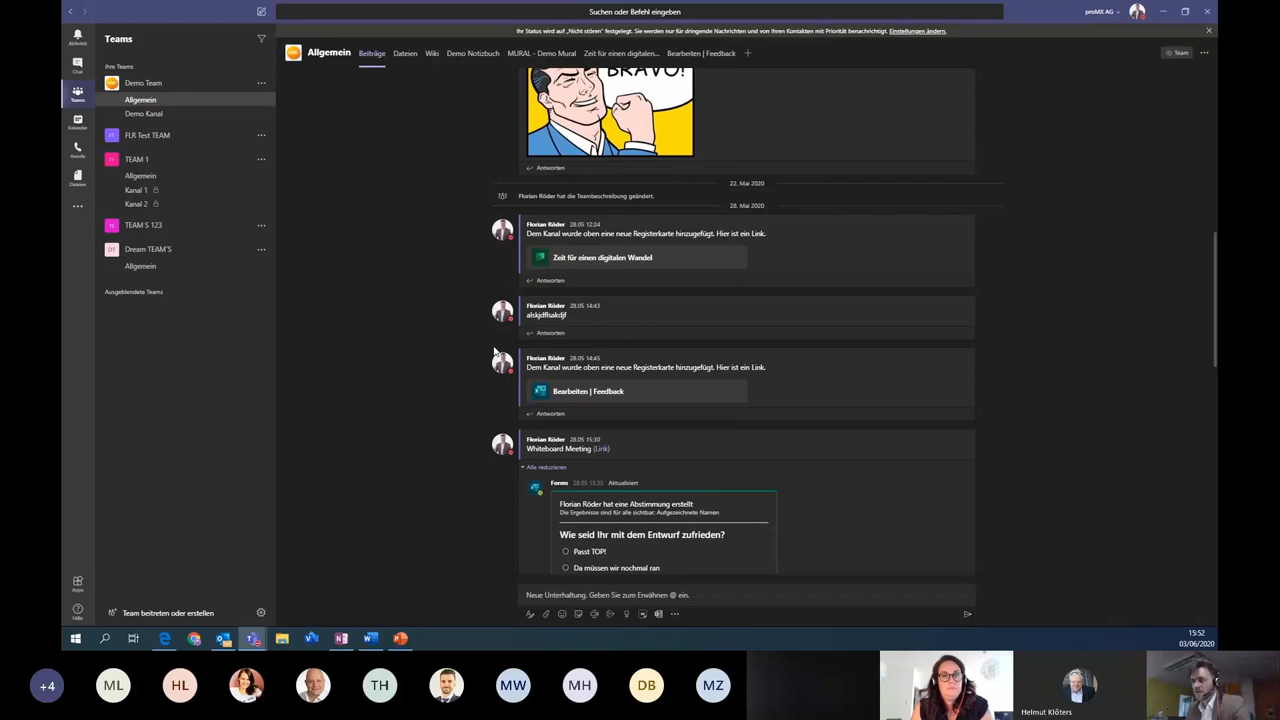 Suchen oder Befehl eingeben
proMX AG
Ihr Status wird auf „Nicht stören" festgelegt. Sie werden nur für dringende Nachrichten und von Ihren Kontakten mit Priorität benachrichtigt. Einstellungen ändern.
Aktivität
Chat
Teams
Kalender
Anrufe
Dateien
Apps
Hilfe
Teams
Ihre Teams
Demo Team
Allgemein
Demo Kanal
FLR Test TEAM
TEAM 1
Allgemein
Kanal 1
Kanal 2
TEAM S 123
DT Dream TEAM'S
Allgemein
Ausgeblendete Teams
Team beitreten oder erstellen
Allgemein Beiträge Dateien Wiki Demo Notizbuch MURAL - Demo Mural Zeit für einen digitalen... Bearbeiten | Feedback
Team
BRAVO!
Antworten
22. Mai 2020
Florian Röder hat die Teambeschreibung geändert.
28. Mai 2020
Florian Röder 28.05 12:24
Dem Kanal wurde oben eine neue Registerkarte hinzugefügt. Hier ist ein Link.
Zeit für einen digitalen Wandel
Antworten
Florian Röder 28.05 14:43
alskjdflsakdjf
Antworten
Florian Röder 28.05 14:45
Dem Kanal wurde oben eine neue Registerkarte hinzugefügt. Hier ist ein Link.
Bearbeiten | Feedback
Antworten
Florian Röder 28.05 15:30
Whiteboard Meeting (Link)
Alle reduzieren
Forms 28.05 15:35 Aktualisiert
Florian Röder hat eine Abstimmung erstellt
Die Ergebnisse sind für alle sichtbar: Aufgezeichnete Namen
Wie seid Ihr mit dem Entwurf zufrieden?
Passt TOP!
Da müssen wir nochmal ran
Neue Unterhaltung. Geben Sie zum Erwähnen @ ein.
15:52
03/06/2020
+4 ML HL TH MW MH DB MZ
Helmut Klöters